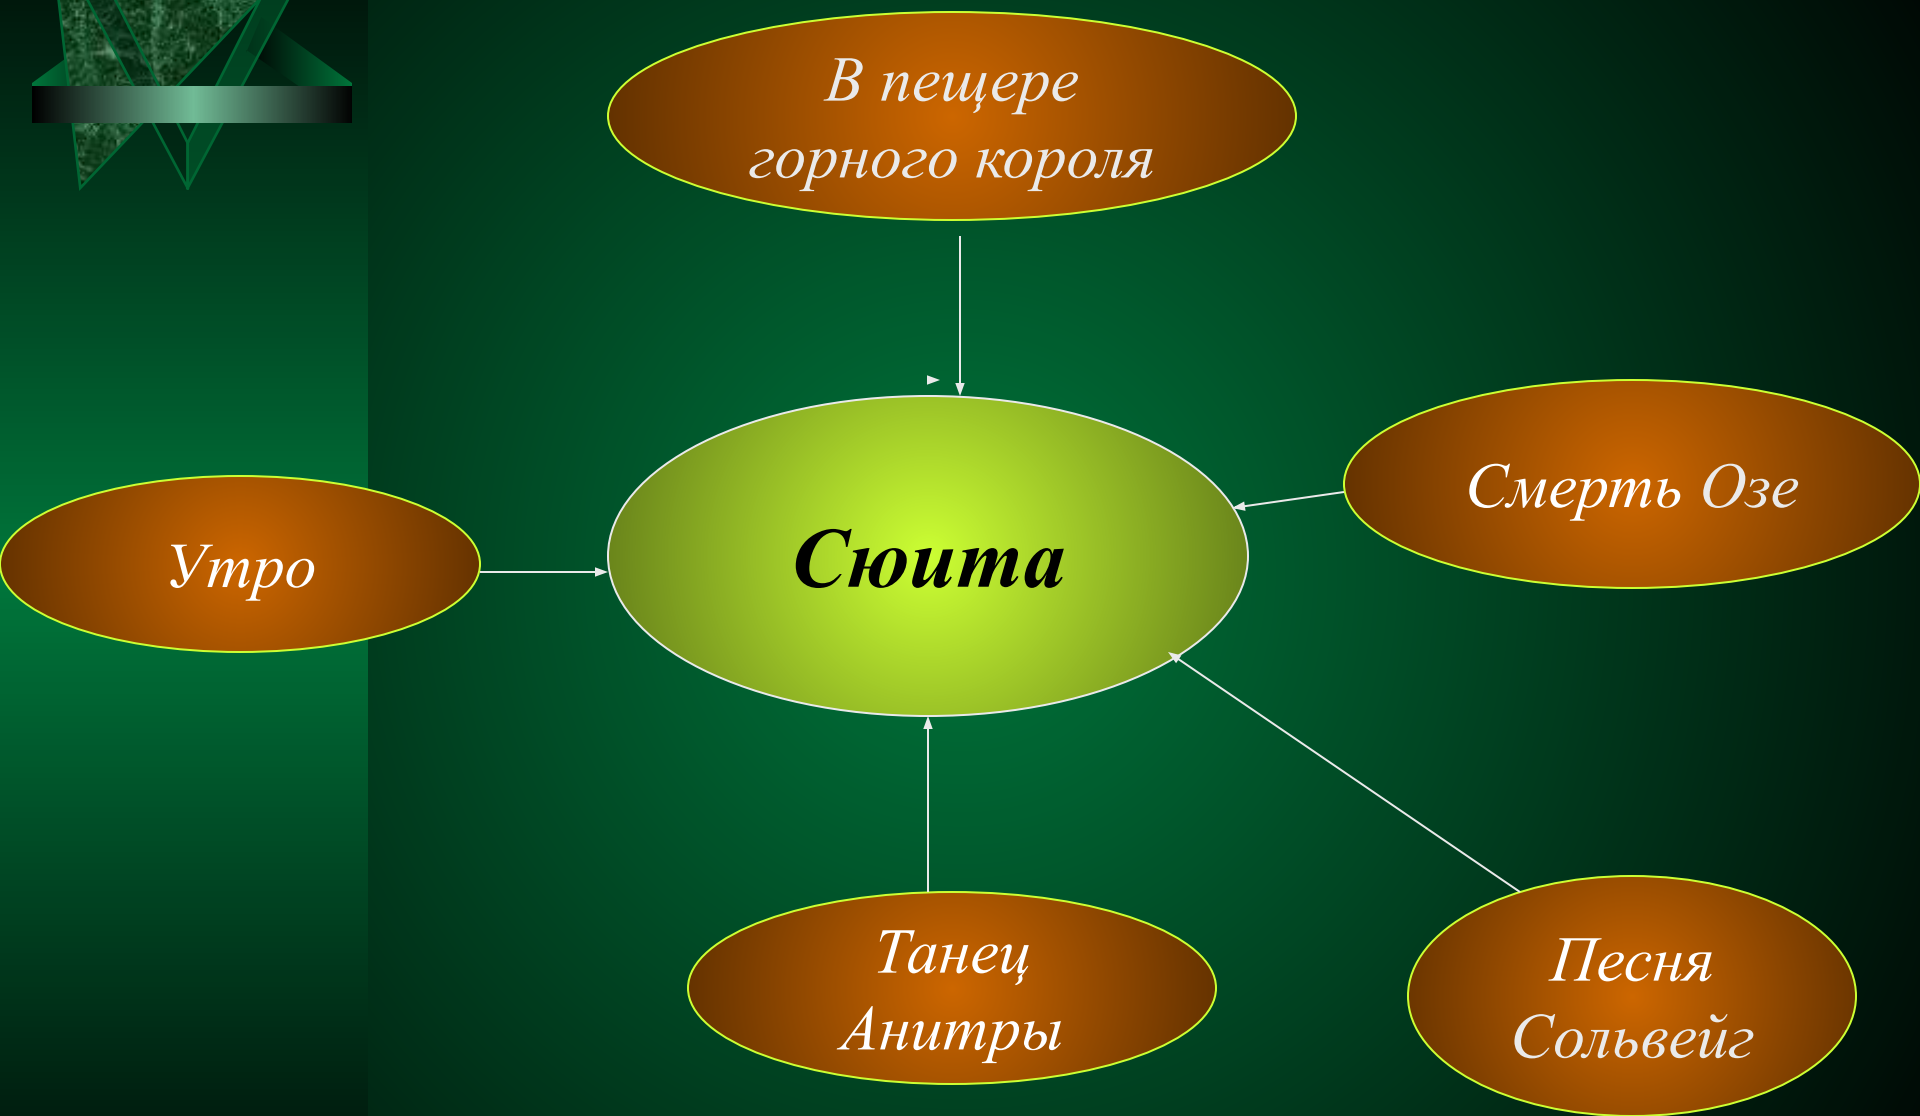 В пещере
горного короля
Смерть Озе
Утро
Сюита
Танец
Анитры
Песня
Сольвейг